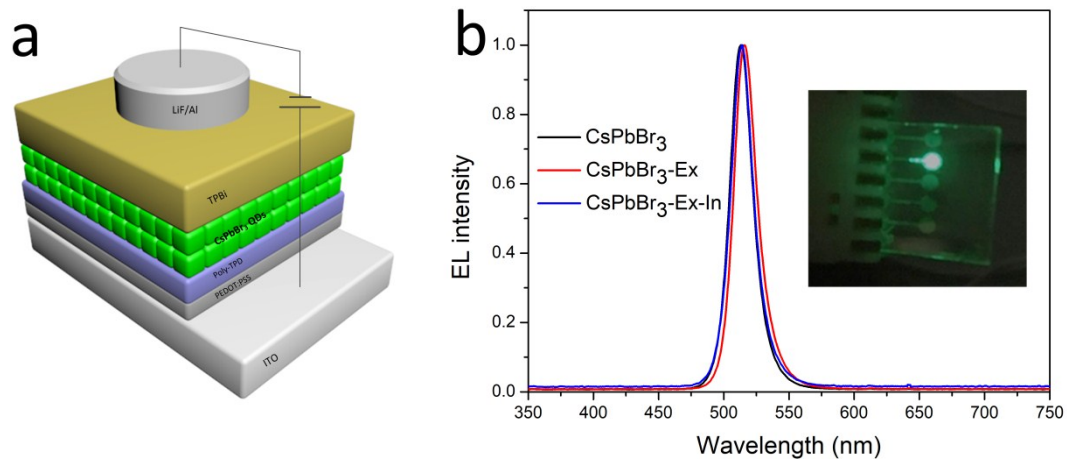 a
LiF/Al
TPBi
CsPbBr3 QDs
Poly-TPD
PEDOT-PSS
ITO
b
EL intensity
1.0
0.8
0.6
0.4
0.2
0.0
CsPbBr3
CsPbBr3-Ex
CsPbBr3-Ex-In
350 400 450 500 550 600 650 700 750
Wavelength (nm)